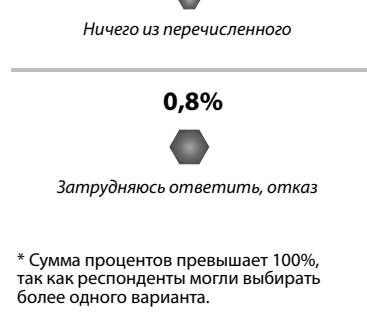 Ничего из перечисленного
0,8%
Затрудняюсь ответить, отказ
* Сумма процентов превышает 100%,
так как респонденты могли выбирать
более одного варианта.